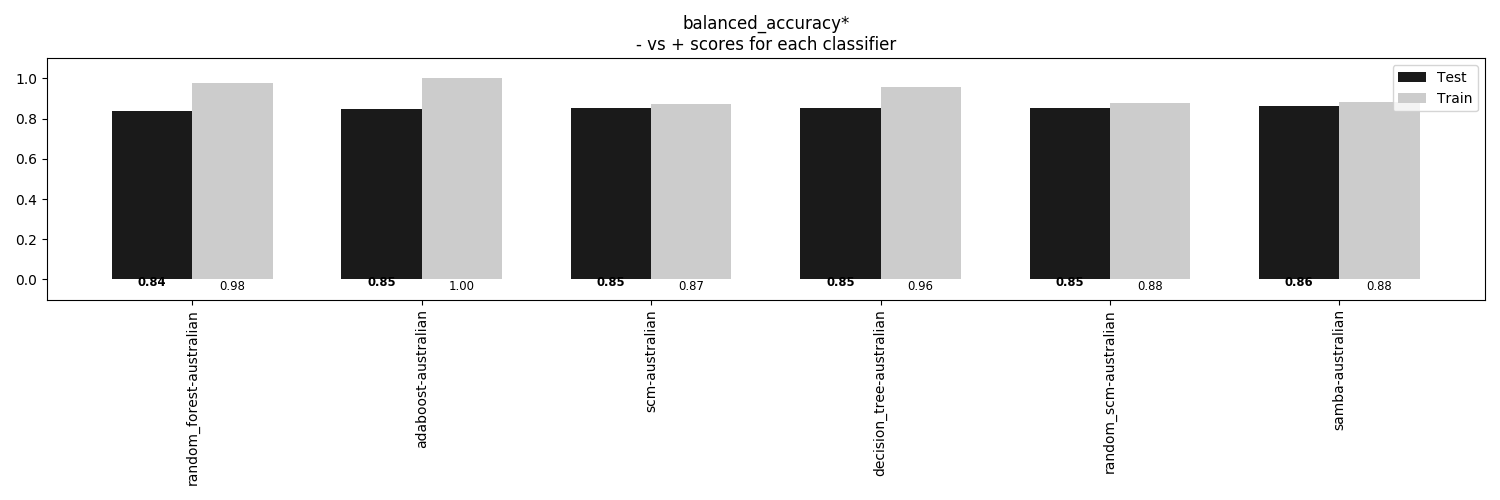 balanced_accuracy*
- vs + scores for each classifier
1.0
0.8
0.6
0.4
0.2
0.0
Test
Train
0.84
0.98
0.85
1.00
0.85
0.87
0.85
0.96
0.85
0.88
0.86
0.88
random_forest-australian
adaboost-australian
scm-australian
decision_tree-australian
random_scm-australian
samba-australian